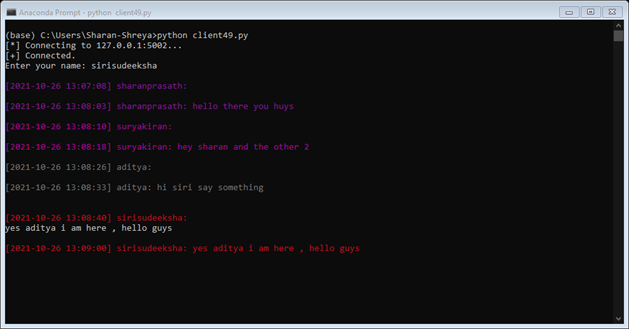 Anaconda Prompt - python client49.py
(base) C:\Users\Sharan-Shreya>python client49.py
[*] Connecting to 127.0.0.1:5002...
[+] Connected.
Enter your name: sirisudeeksha
[2021-10-26 13:07:08] sharanprasath:
[2021-10-26 13:08:03] sharanprasath: hello there you huys
[2021-10-26 13:08:10] suryakiran:
[2021-10-26 13:08:18] suryakiran: hey sharan and the other 2
[2021-10-26 13:08:26] aditya:
[2021-10-26 13:08:33] aditya: hi siri say something
[2021-10-26 13:08:40] sirisudeeksha:
yes aditya i am here , hello guys
[2021-10-26 13:09:00] sirisudeeksha: yes aditya i am here , hello guys